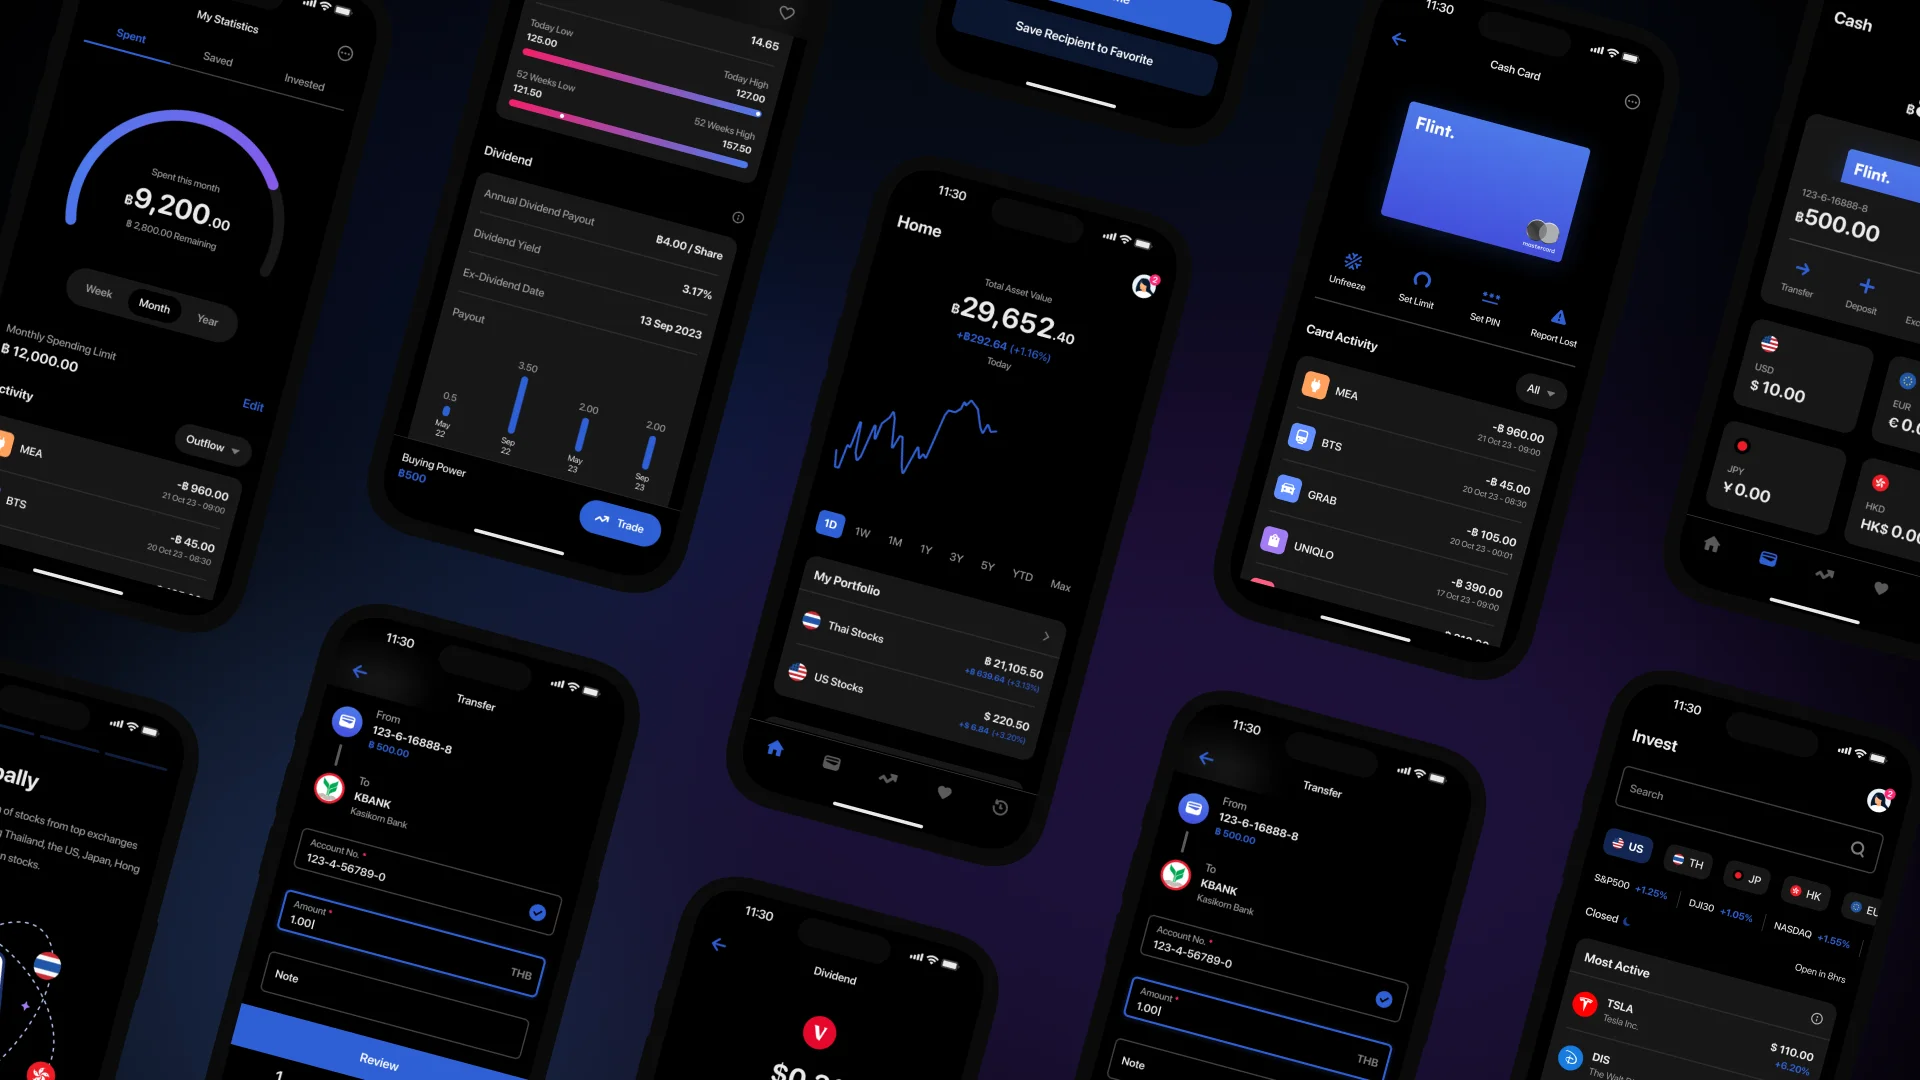 My Statistics
Spent
Saved
Invested
Spent this month
฿9,200.00
฿ 2,800.00 Remaining
Week
Month
Year
Monthly Spending Limit
฿ 12,000.00
Edit
Outflow
MEA
-฿ 960.00
21 Oct 23 - 09:00
BTS
-฿ 45.00
20 Oct 23 - 08:30
14.65
Today Low
125.00
Today High
127.00
52 Weeks Low
121.50
52 Weeks High
157.50
Dividend
Annual Dividend Payout
฿4.00 / Share
Dividend Yield
3.17%
Ex-Dividend Date
13 Sep 2023
Payout
0.5
3.50
2.00
2.00
May 22
Sep 22
May 23
Sep 23
Buying Power
฿500
Trade
Save Recipient to Favorite
11:30
Home
2
Total Asset Value
฿29,652.40
+฿292.64 (+1.16%)
Today
1D
1W
1M
1Y
3Y
5Y
YTD
Max
My Portfolio
Thai Stocks
฿ 21,105.50
+฿ 639.64 (+3.13%)
US Stocks
$ 220.50
+$ 6.84 (+3.20%)
11:30
Cash Card
Flint.
mastercard
Unfreeze
Set Limit
Set PIN
Report Lost
Card Activity
All
MEA
-฿ 960.00
21 Oct 23 - 09:00
BTS
-฿ 45.00
20 Oct 23 - 08:30
GRAB
-฿ 105.00
20 Oct 23 - 00:01
UNIQLO
-฿ 390.00
17 Oct 23 - 09:00
Cash
Flint.
123-6-16888-8
฿500.00
Transfer
Deposit
USD
$ 10.00
EUR
JPY
¥ 0.00
HKD
of stocks from top exchanges
Thailand, the US, Japan, Hong
stocks.
11:30
Transfer
From
123-6-16888-8
฿ 500.00
To
KBANK
Kasikorn Bank
Account No. *
123-4-56789-0
Amount *
1.00
THB
Note
Review
1
11:30
Dividend
11:30
Transfer
From
123-6-16888-8
฿ 500.00
To
KBANK
Kasikorn Bank
Account No. *
123-4-56789-0
Amount *
1.00
THB
Note
11:30
Invest
2
Search
US
TH
JP
HK
EU
S&P500 +1.25%
DJI30 +1.05%
NASDAQ +1.55%
Closed
Open in 8hrs
Most Active
TSLA
Tesla Inc.
$ 110.00
+6.20%
DIS
The Walt